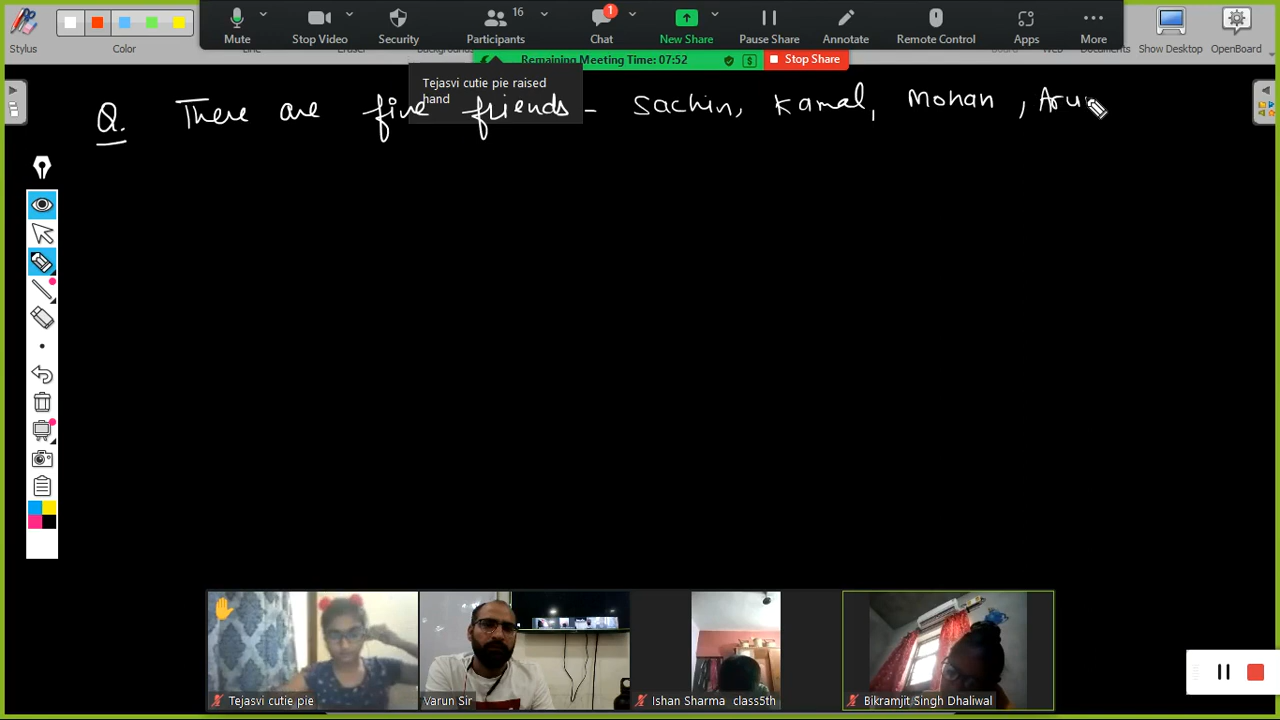 Mute
Stop Video
Security
16
Participants
1
Chat
New Share
Pause Share
Annotate
Remote Control
Apps
More
Stylus
Color
Show Desktop
OpenBoard
Remaining Meeting Time: 07:52
Stop Share
Tejasvi cutie pie raised
hand
Q. There are five friends - Sachin, Kamal, Mohan , Aru
Tejasvi cutie pie
Varun Sir
Ishan Sharma class5th
Bikramjit Singh Dhaliwal